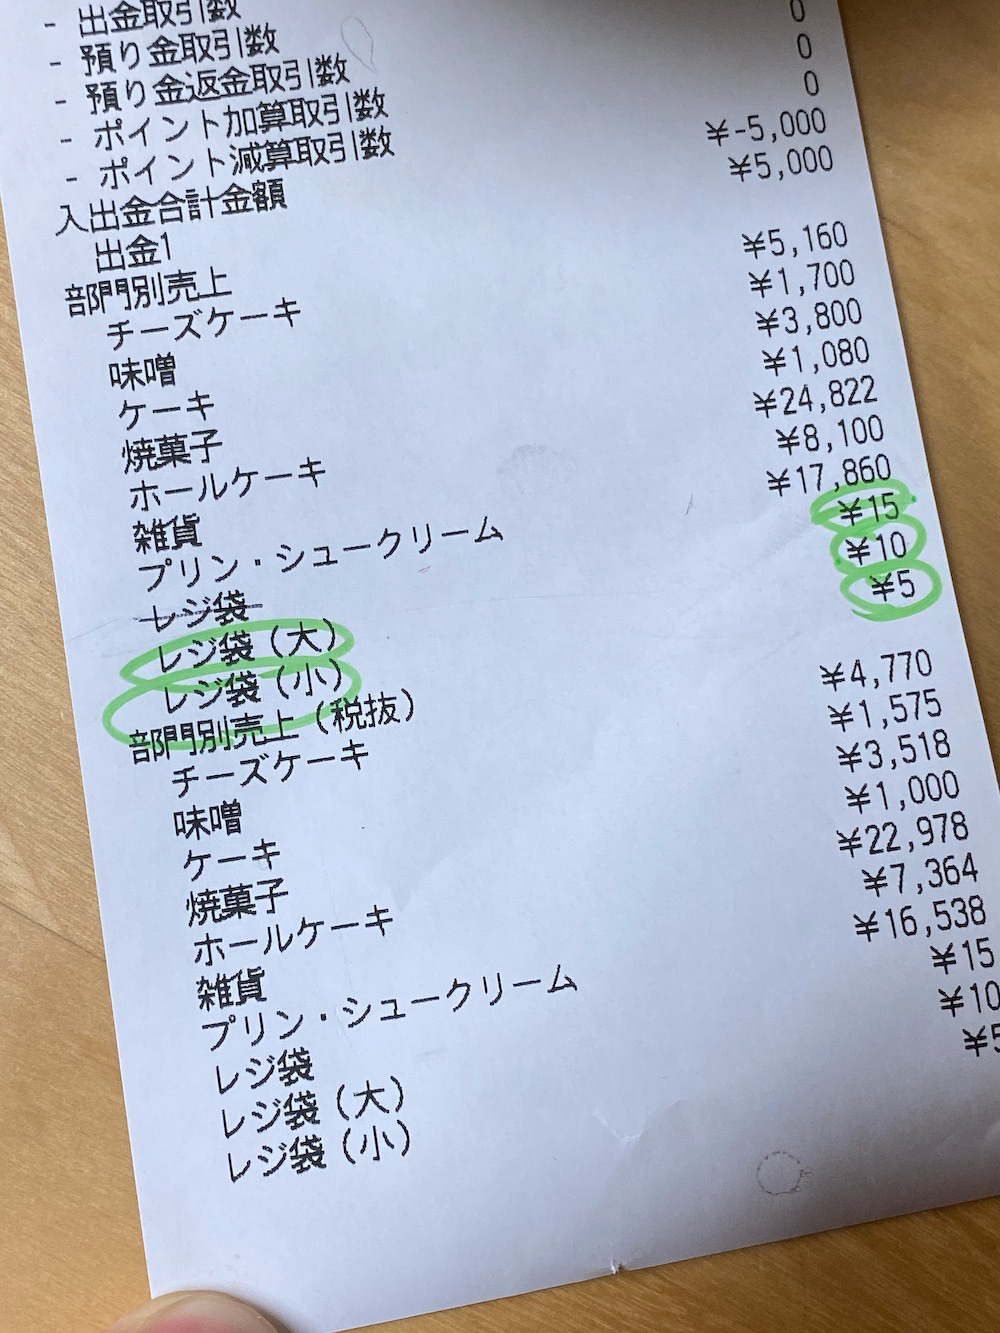 - 出金取引数
- 預り金取引数
- 預り金返金取引数 0
- ポイント加算取引数 0
- ポイント減算取引数 0
入出金合計金額 ¥-5,000
出金1 ¥5,000
部門別売上
チーズケーキ ¥5,160
味噌 ¥1,700
ケーキ ¥3,800
焼菓子 ¥1,080
ホールケーキ ¥24,822
雑貨 ¥8,100
プリン・シュークリーム ¥17,860
レジ袋 ¥15
レジ袋(大) ¥10
レジ袋(小) ¥5
部門別売上(税抜)
チーズケーキ ¥4,770
味噌 ¥1,575
ケーキ ¥3,518
焼菓子 ¥1,000
ホールケーキ ¥22,978
雑貨 ¥7,364
プリン・シュークリーム ¥16,538
レジ袋 ¥15
レジ袋(大) ¥10
レジ袋(小) ¥5